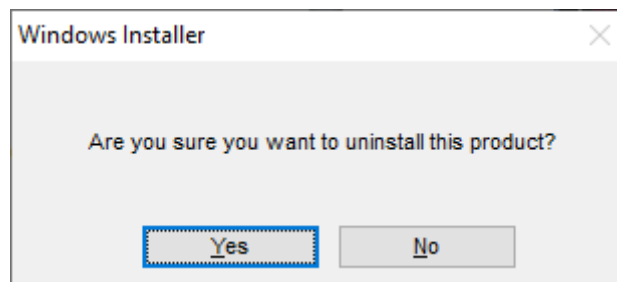 Windows Installer
Are you sure you want to uninstall this product?
Yes
No